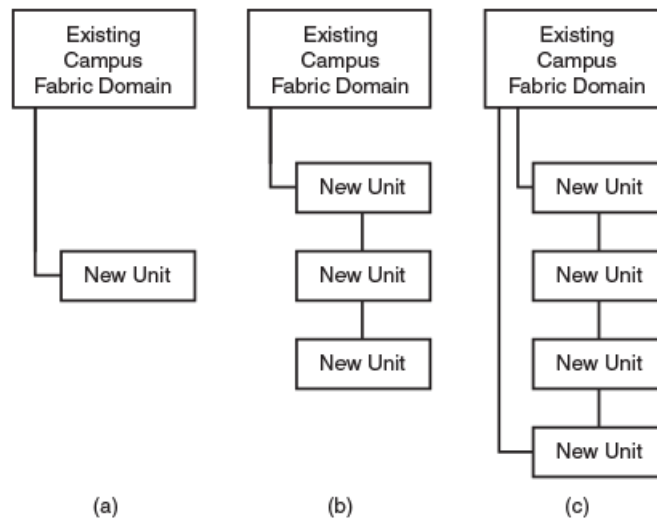 Existing
Campus
Fabric Domain
Existing
Campus
Fabric Domain
Existing
Campus
Fabric Domain
New Unit
New Unit
New Unit
New Unit
New Unit
New Unit
New Unit
New Unit
(a)
(b)
(c)